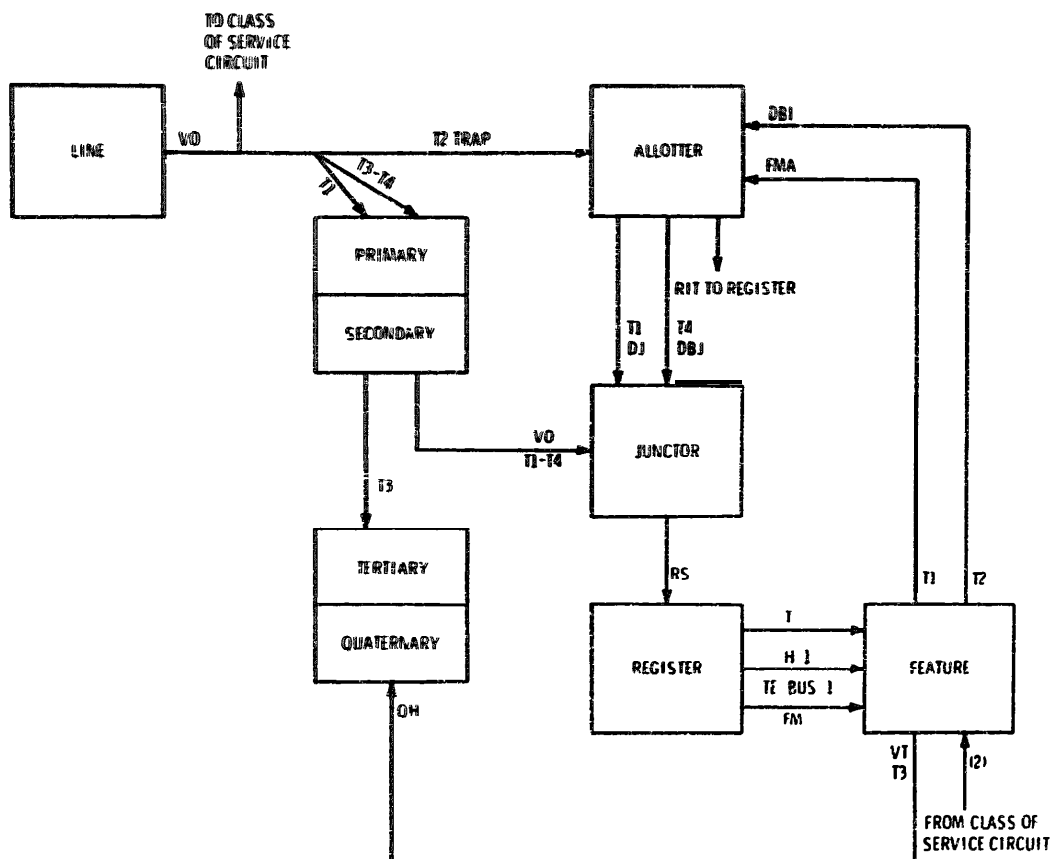 TO CLASS
OF SERVICE
CIRCUIT
LINE
VO
T2 TRAP
ALLOTTER
DBI
FMA
T1
T3-T4
PRIMARY
SECONDARY
RIT TO REGISTER
T1
DJ
T4
DBJ
VO
T1-T4
JUNCTOR
T3
TERTIARY
QUATERNARY
RS
T1
T2
REGISTER
T
H I
TE BUS I
FM
FEATURE
OH
VT
T3
(2)
FROM CLASS OF
SERVICE CIRCUIT